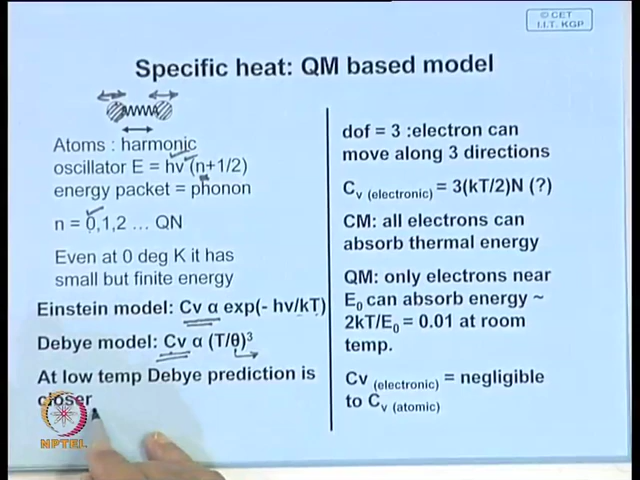 © CET
I.I.T. KGP
Specific heat: QM based model
Atoms : harmonic
oscillator E = hν (n+1/2)
energy packet = phonon
n = 0,1,2 ... QN
Even at 0 deg K it has
small but finite energy
Einstein model: Cv α exp(- hν/kT)
Debye model: Cv α (T/θ)³
At low temp Debye prediction is
closer
dof = 3 :electron can
move along 3 directions
Cv (electronic) = 3(kT/2)N (?)
CM: all electrons can
absorb thermal energy
QM: only electrons near
E0 can absorb energy ~
2kT/E0 = 0.01 at room
temp.
Cv (electronic) = negligible
to Cv (atomic)
NPTEL